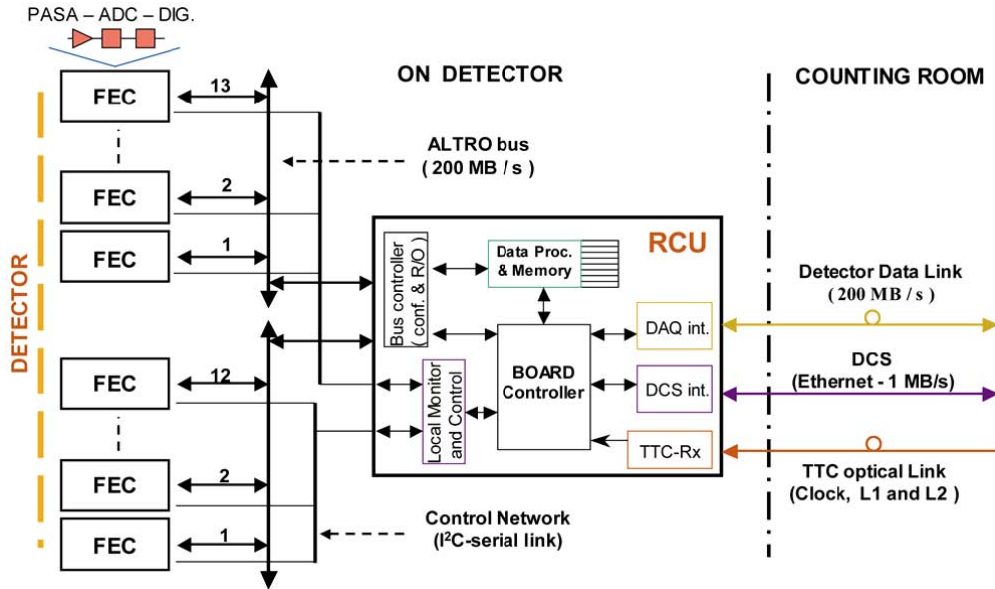 PASA – ADC – DIG.
ON DETECTOR
COUNTING ROOM
FEC
13
ALTRO bus
( 200 MB / s )
FEC
2
FEC
1
DETECTOR
RCU
Bus controller
( conf. & R/O )
Data Proc.
& Memory
Detector Data Link
( 200 MB / s )
DAQ int.
BOARD
Controller
DCS int.
DCS
(Ethernet - 1 MB/s)
Local Monitor
and Control
TTC-Rx
TTC optical Link
(Clock, L1 and L2 )
FEC
12
FEC
2
FEC
1
Control Network
(I²C-serial link)